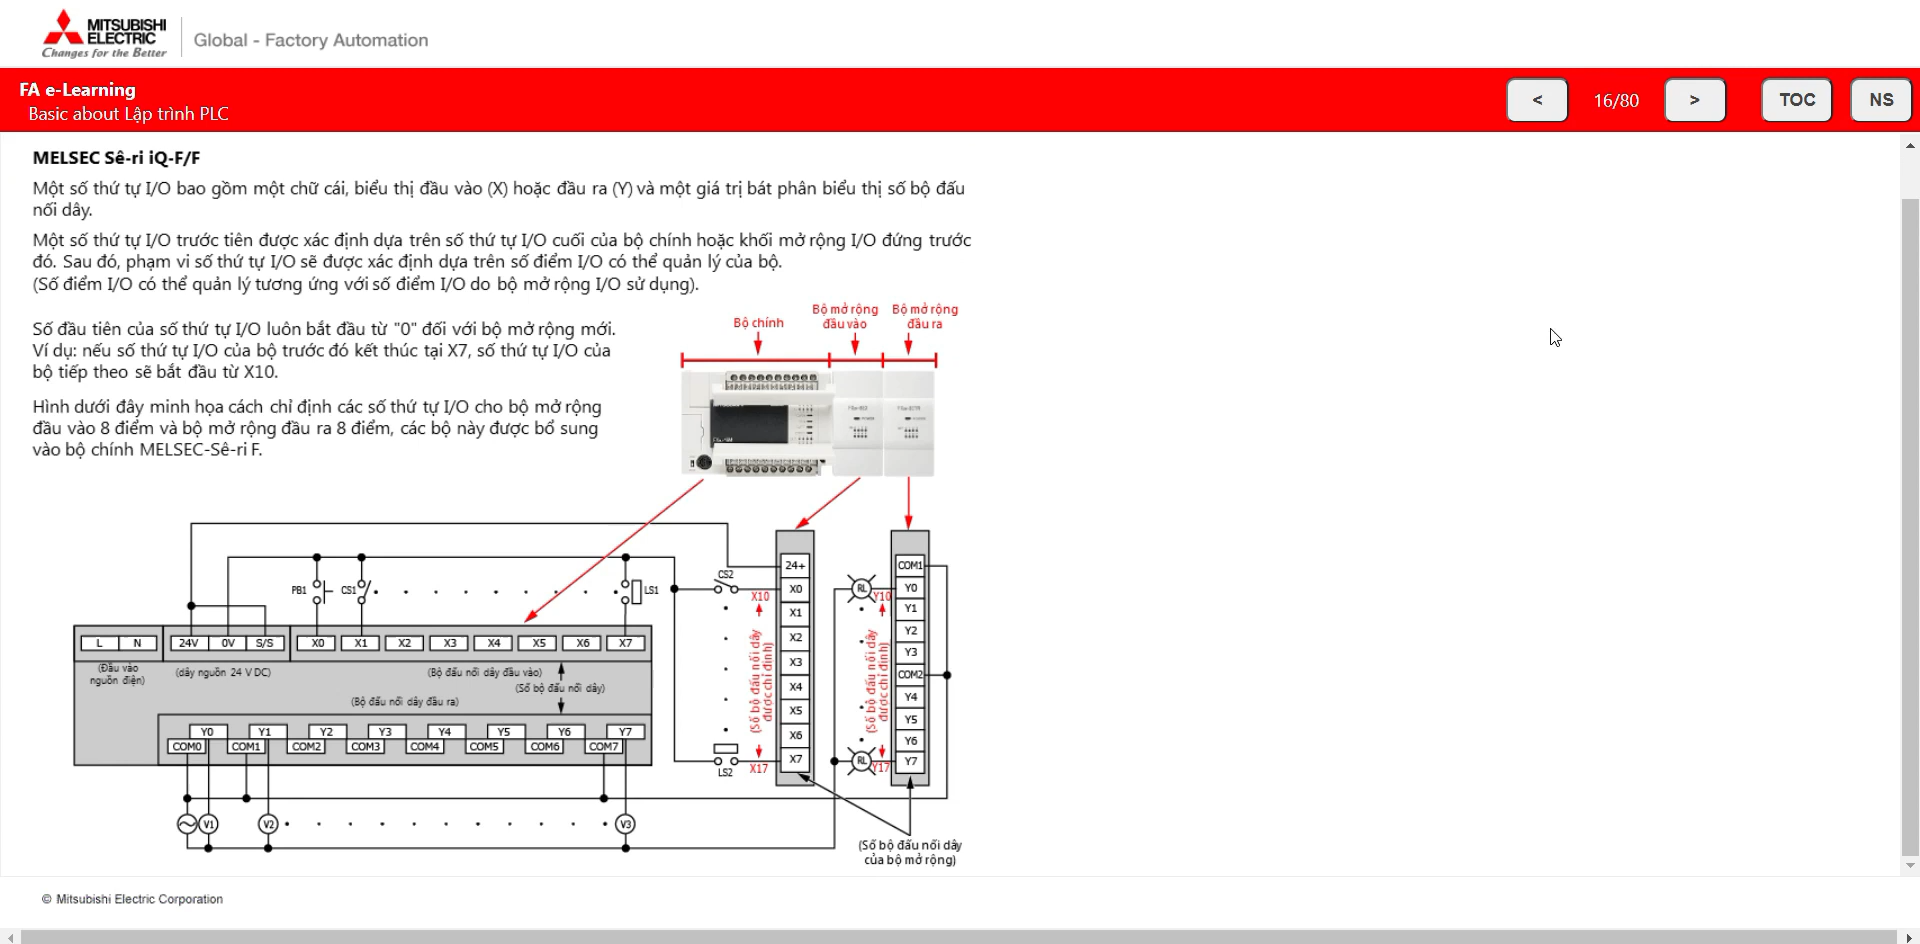 MITSUBISHI
ELECTRIC
Changes for the Better
Global - Factory Automation
FA e-Learning
Basic about Lập trình PLC
<
16/80
>
TOC
NS
MELSEC Sê-ri iQ-F/F
Một số thứ tự I/O bao gồm một chữ cái, biểu thị đầu vào (X) hoặc đầu ra (Y) và một giá trị bát phân biểu thị số bộ đấu
nối dây.
Một số thứ tự I/O trước tiên được xác định dựa trên số thứ tự I/O cuối của bộ chính hoặc khối mở rộng I/O đứng trước
đó. Sau đó, phạm vi số thứ tự I/O sẽ được xác định dựa trên số điểm I/O có thể quản lý của bộ.
(Số điểm I/O có thể quản lý tương ứng với số điểm I/O do bộ mở rộng I/O sử dụng).
Số đầu tiên của số thứ tự I/O luôn bắt đầu từ "0" đối với bộ mở rộng mới.
Ví dụ: nếu số thứ tự I/O của bộ trước đó kết thúc tại X7, số thứ tự I/O của
bộ tiếp theo sẽ bắt đầu từ X10.
Hình dưới đây minh họa cách chỉ định các số thứ tự I/O cho bộ mở rộng
đầu vào 8 điểm và bộ mở rộng đầu ra 8 điểm, các bộ này được bổ sung
vào bộ chính MELSEC-Sê-ri F.
Bộ chính
Bộ mở rộng
đầu vào
Bộ mở rộng
đầu ra
PB1
CS1
LS1
L N 24V 0V S/S X0 X1 X2 X3 X4 X5 X6 X7
(Đầu vào
nguồn điện)
(dây nguồn 24 V DC)
(Bộ đấu nối dây đầu vào)
(Số bộ đấu nối dây)
(Bộ đấu nối dây đầu ra)
Y0 Y1 Y2 Y3 Y4 Y5 Y6 Y7
COM0 COM1 COM2 COM3 COM4 COM5 COM6 COM7
V1
V2
V3
CS2
X10
(Số bộ đấu nối dây
được chỉ định)
X17
LS2
24+
X0
X1
X2
X3
X4
X5
X6
X7
RL
Y10
(Số bộ đấu nối dây
được chỉ định)
RL
Y17
COM1
Y0
Y1
Y2
Y3
COM2
Y4
Y5
Y6
Y7
(Số bộ đấu nối dây
của bộ mở rộng)
© Mitsubishi Electric Corporation